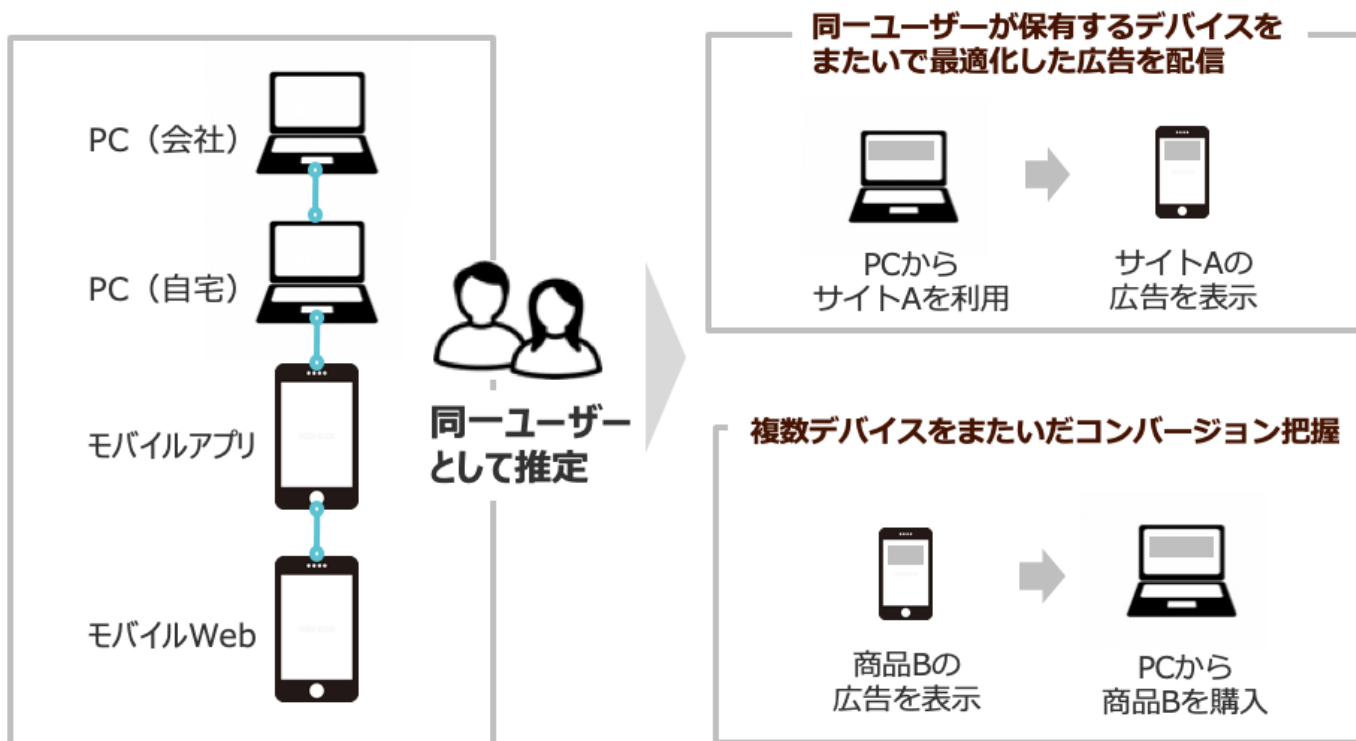 PC（会社）
PC（自宅）
モバイルアプリ
モバイルWeb
同一ユーザー
として推定
同一ユーザーが保有するデバイスを
またいで最適化した広告を配信
PCから
サイトAを利用
サイトAの
広告を表示
複数デバイスをまたいだコンバージョン把握
商品Bの
広告を表示
PCから
商品Bを購入